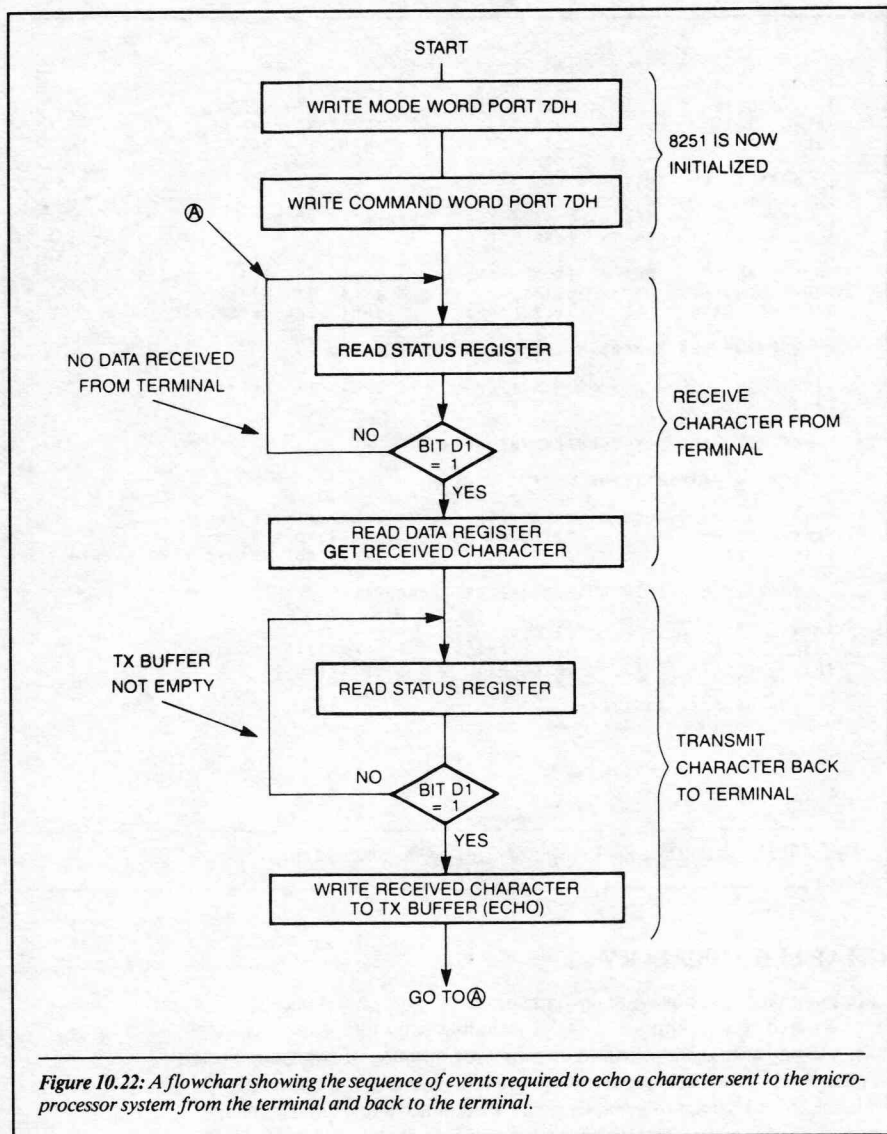 START
WRITE MODE WORD PORT 7DH
8251 IS NOW
INITIALIZED
WRITE COMMAND WORD PORT 7DH
Ⓐ
READ STATUS REGISTER
NO DATA RECEIVED
FROM TERMINAL
RECEIVE
CHARACTER FROM
TERMINAL
NO
BIT D1
= 1
YES
READ DATA REGISTER
GET RECEIVED CHARACTER
TX BUFFER
NOT EMPTY
READ STATUS REGISTER
TRANSMIT
CHARACTER BACK
TO TERMINAL
NO
BIT D1
= 1
YES
WRITE RECEIVED CHARACTER
TO TX BUFFER (ECHO)
GO TO Ⓐ
Figure 10.22: A flowchart showing the sequence of events required to echo a character sent to the micro-
processor system from the terminal and back to the terminal.